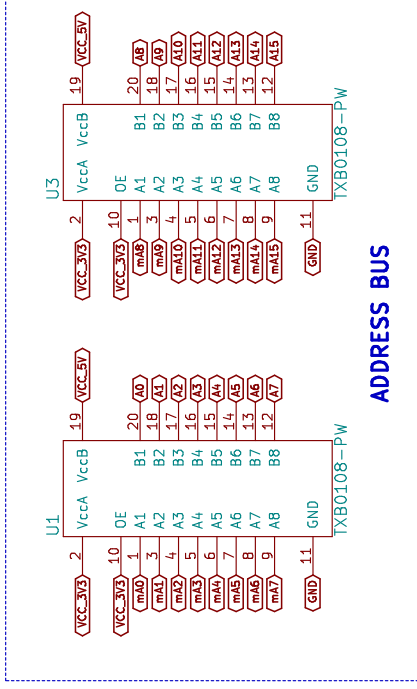 U3
TXB0108-PW
VCC_3V3 2 VccA VccB 19 VCC_5V
VCC_3V3 10 OE
mA8 1 A1 B1 20 A8
mA9 3 A2 B2 18 A9
mA10 4 A3 B3 17 A10
mA11 5 A4 B4 16 A11
mA12 6 A5 B5 15 A12
mA13 7 A6 B6 14 A13
mA14 8 A7 B7 13 A14
mA15 9 A8 B8 12 A15
GND 11 GND
U1
TXB0108-PW
VCC_3V3 2 VccA VccB 19 VCC_5V
VCC_3V3 10 OE
mA0 1 A1 B1 20 A0
mA1 3 A2 B2 18 A1
mA2 4 A3 B3 17 A2
mA3 5 A4 B4 16 A3
mA4 6 A5 B5 15 A4
mA5 7 A6 B6 14 A5
mA6 8 A7 B7 13 A6
mA7 9 A8 B8 12 A7
GND 11 GND
ADDRESS BUS